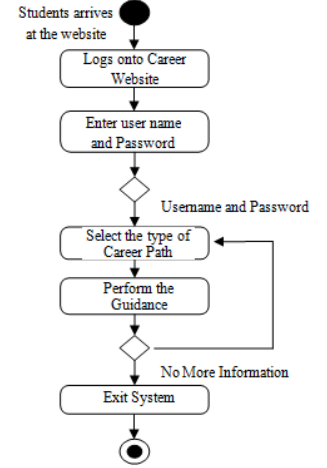 Students arrives
at the website
Logs onto Career
Website
Enter user name
and Password
Username and Password
Select the type of
Career Path
Perform the
Guidance
No More Information
Exit System